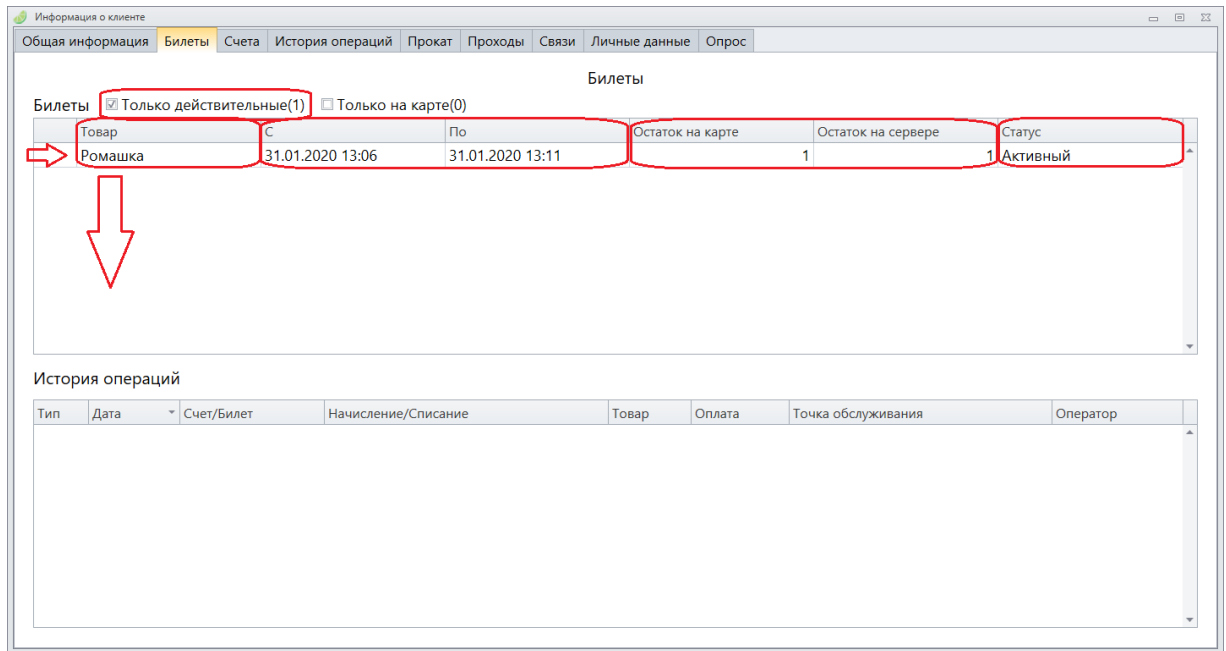 Информация о клиенте
Общая информация Билеты Счета История операций Прокат Проходы Связи Личные данные Опрос
Билеты
Билеты Только действительные(1) Только на карте(0)
Товар С По Остаток на карте Остаток на сервере Статус
Ромашка 31.01.2020 13:06 31.01.2020 13:11 1 1 Активный
История операций
Тип Дата Счет/Билет Начисление/Списание Товар Оплата Точка обслуживания Оператор